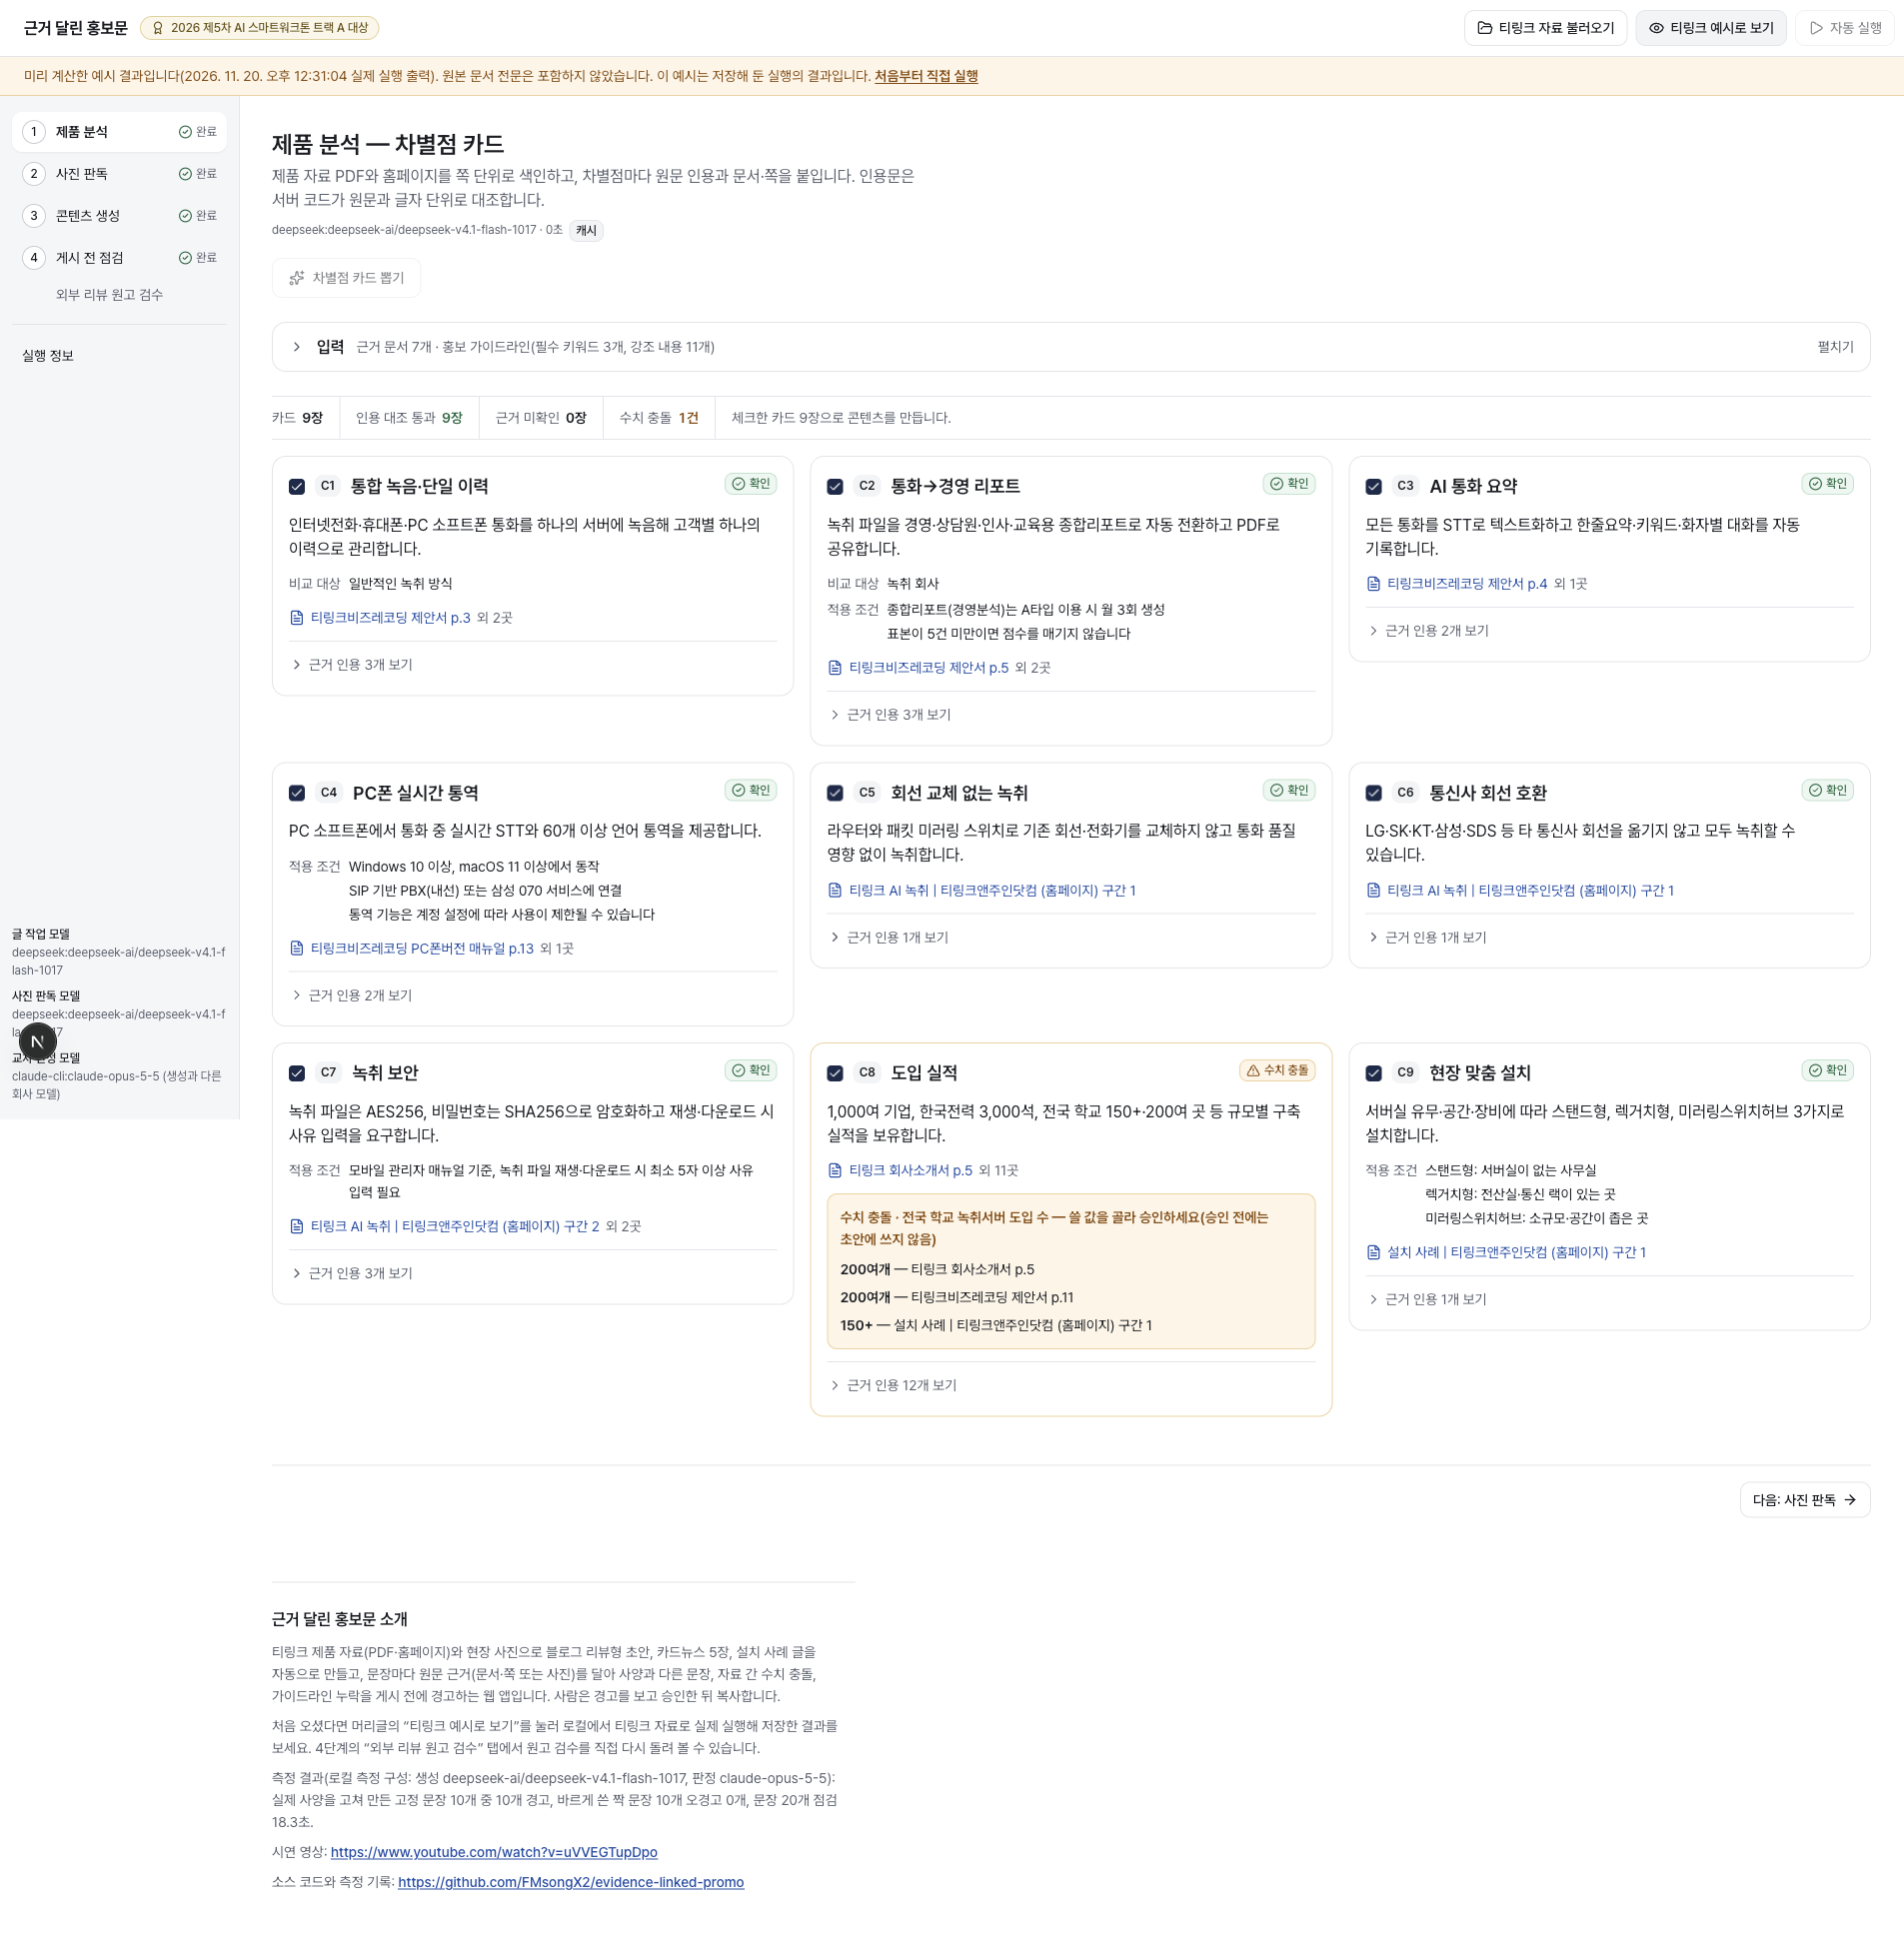 근거 달린 홍보문
2026 제5차 AI 스마트워크톤 트랙 A 대상
티링크 자료 불러오기
티링크 예시로 보기
자동 실행
미리 계산한 예시 결과입니다(2026. 11. 20. 오후 12:31:04 실제 실행 출력). 원본 문서 전문은 포함하지 않았습니다. 이 예시는 저장해 둔 실행의 결과입니다. 처음부터 직접 실행
1 제품 분석 완료
2 사진 판독 완료
3 콘텐츠 생성 완료
4 게시 전 점검 완료
외부 리뷰 원고 검수
실행 정보
글 작업 모델
deepseek:deepseek-ai/deepseek-v4.1-f
lash-1017
사진 판독 모델
deepseek:deepseek-ai/deepseek-v4.1-f
모델
claude-cli:claude-opus-5-5 (생성과 다른
회사 모델)
제품 분석 — 차별점 카드
제품 자료 PDF와 홈페이지를 쪽 단위로 색인하고, 차별점마다 원문 인용과 문서·쪽을 붙입니다. 인용문은
서버 코드가 원문과 글자 단위로 대조합니다.
deepseek:deepseek-ai/deepseek-v4.1-flash-1017 · 0초 캐시
차별점 카드 뽑기
입력 근거 문서 7개 · 홍보 가이드라인(필수 키워드 3개, 강조 내용 11개) 펼치기
카드 9장 인용 대조 통과 9장 근거 미확인 0장 수치 충돌 1건 체크한 카드 9장으로 콘텐츠를 만듭니다.
C1 통합 녹음·단일 이력 확인
인터넷전화·휴대폰·PC 소프트폰 통화를 하나의 서버에 녹음해 고객별 하나의
이력으로 관리합니다.
비교 대상 일반적인 녹취 방식
티링크비즈레코딩 제안서 p.3 외 2곳
근거 인용 3개 보기
C2 통화→경영 리포트 확인
녹취 파일을 경영·상담원·인사·교육용 종합리포트로 자동 전환하고 PDF로
공유합니다.
비교 대상 녹취 회사
적용 조건 종합리포트(경영분석)는 A타입 이용 시 월 3회 생성
표본이 5건 미만이면 점수를 매기지 않습니다
티링크비즈레코딩 제안서 p.5 외 2곳
근거 인용 3개 보기
C3 AI 통화 요약 확인
모든 통화를 STT로 텍스트화하고 한줄요약·키워드·화자별 대화를 자동
기록합니다.
티링크비즈레코딩 제안서 p.4 외 1곳
근거 인용 2개 보기
C4 PC폰 실시간 통역 확인
PC 소프트폰에서 통화 중 실시간 STT와 60개 이상 언어 통역을 제공합니다.
적용 조건 Windows 10 이상, macOS 11 이상에서 동작
SIP 기반 PBX(내선) 또는 삼성 070 서비스에 연결
통역 기능은 계정 설정에 따라 사용이 제한될 수 있습니다
티링크비즈레코딩 PC폰버전 매뉴얼 p.13 외 1곳
근거 인용 2개 보기
C5 회선 교체 없는 녹취 확인
라우터와 패킷 미러링 스위치로 기존 회선·전화기를 교체하지 않고 통화 품질
영향 없이 녹취합니다.
티링크 AI 녹취 | 티링크앤주인닷컴 (홈페이지) 구간 1
근거 인용 1개 보기
C6 통신사 회선 호환 확인
LG·SK·KT·삼성·SDS 등 타 통신사 회선을 옮기지 않고 모두 녹취할 수
있습니다.
티링크 AI 녹취 | 티링크앤주인닷컴 (홈페이지) 구간 1
근거 인용 1개 보기
C7 녹취 보안 확인
녹취 파일은 AES256, 비밀번호는 SHA256으로 암호화하고 재생·다운로드 시
사유 입력을 요구합니다.
적용 조건 모바일 관리자 매뉴얼 기준, 녹취 파일 재생·다운로드 시 최소 5자 이상 사유
입력 필요
티링크 AI 녹취 | 티링크앤주인닷컴 (홈페이지) 구간 2 외 2곳
근거 인용 3개 보기
C8 도입 실적 수치 충돌
1,000여 기업, 한국전력 3,000석, 전국 학교 150+·200여 곳 등 규모별 구축
실적을 보유합니다.
티링크 회사소개서 p.5 외 11곳
수치 충돌 · 전국 학교 녹취서버 도입 수 — 쓸 값을 골라 승인하세요(승인 전에는
초안에 쓰지 않음)
200여개 — 티링크 회사소개서 p.5
200여개 — 티링크비즈레코딩 제안서 p.11
150+ — 설치 사례 | 티링크앤주인닷컴 (홈페이지) 구간 1
근거 인용 12개 보기
C9 현장 맞춤 설치 확인
서버실 유무·공간·장비에 따라 스탠드형, 렉거치형, 미러링스위치허브 3가지로
설치합니다.
적용 조건 스탠드형: 서버실이 없는 사무실
렉거치형: 전산실·통신 랙이 있는 곳
미러링스위치허브: 소규모·공간이 좁은 곳
설치 사례 | 티링크앤주인닷컴 (홈페이지) 구간 1
근거 인용 1개 보기
다음: 사진 판독
근거 달린 홍보문 소개
티링크 제품 자료(PDF·홈페이지)와 현장 사진으로 블로그 리뷰형 초안, 카드뉴스 5장, 설치 사례 글을
자동으로 만들고, 문장마다 원문 근거(문서·쪽 또는 사진)를 달아 사양과 다른 문장, 자료 간 수치 충돌,
가이드라인 누락을 게시 전에 경고하는 웹 앱입니다. 사람은 경고를 보고 승인한 뒤 복사합니다.
처음 오셨다면 머리글의 “티링크 예시로 보기”를 눌러 로컬에서 티링크 자료로 실제 실행해 저장한 결과를
보세요. 4단계의 “외부 리뷰 원고 검수” 탭에서 원고 검수를 직접 다시 돌려 볼 수 있습니다.
측정 결과(로컬 측정 구성: 생성 deepseek-ai/deepseek-v4.1-flash-1017, 판정 claude-opus-5-5):
실제 사양을 고쳐 만든 고정 문장 10개 중 10개 경고, 바르게 쓴 짝 문장 10개 오경고 0개, 문장 20개 점검
18.3초.
시연 영상: https://www.youtube.com/watch?v=uVVEGTupDpo
소스 코드와 측정 기록: https://github.com/FMsongX2/evidence-linked-promo